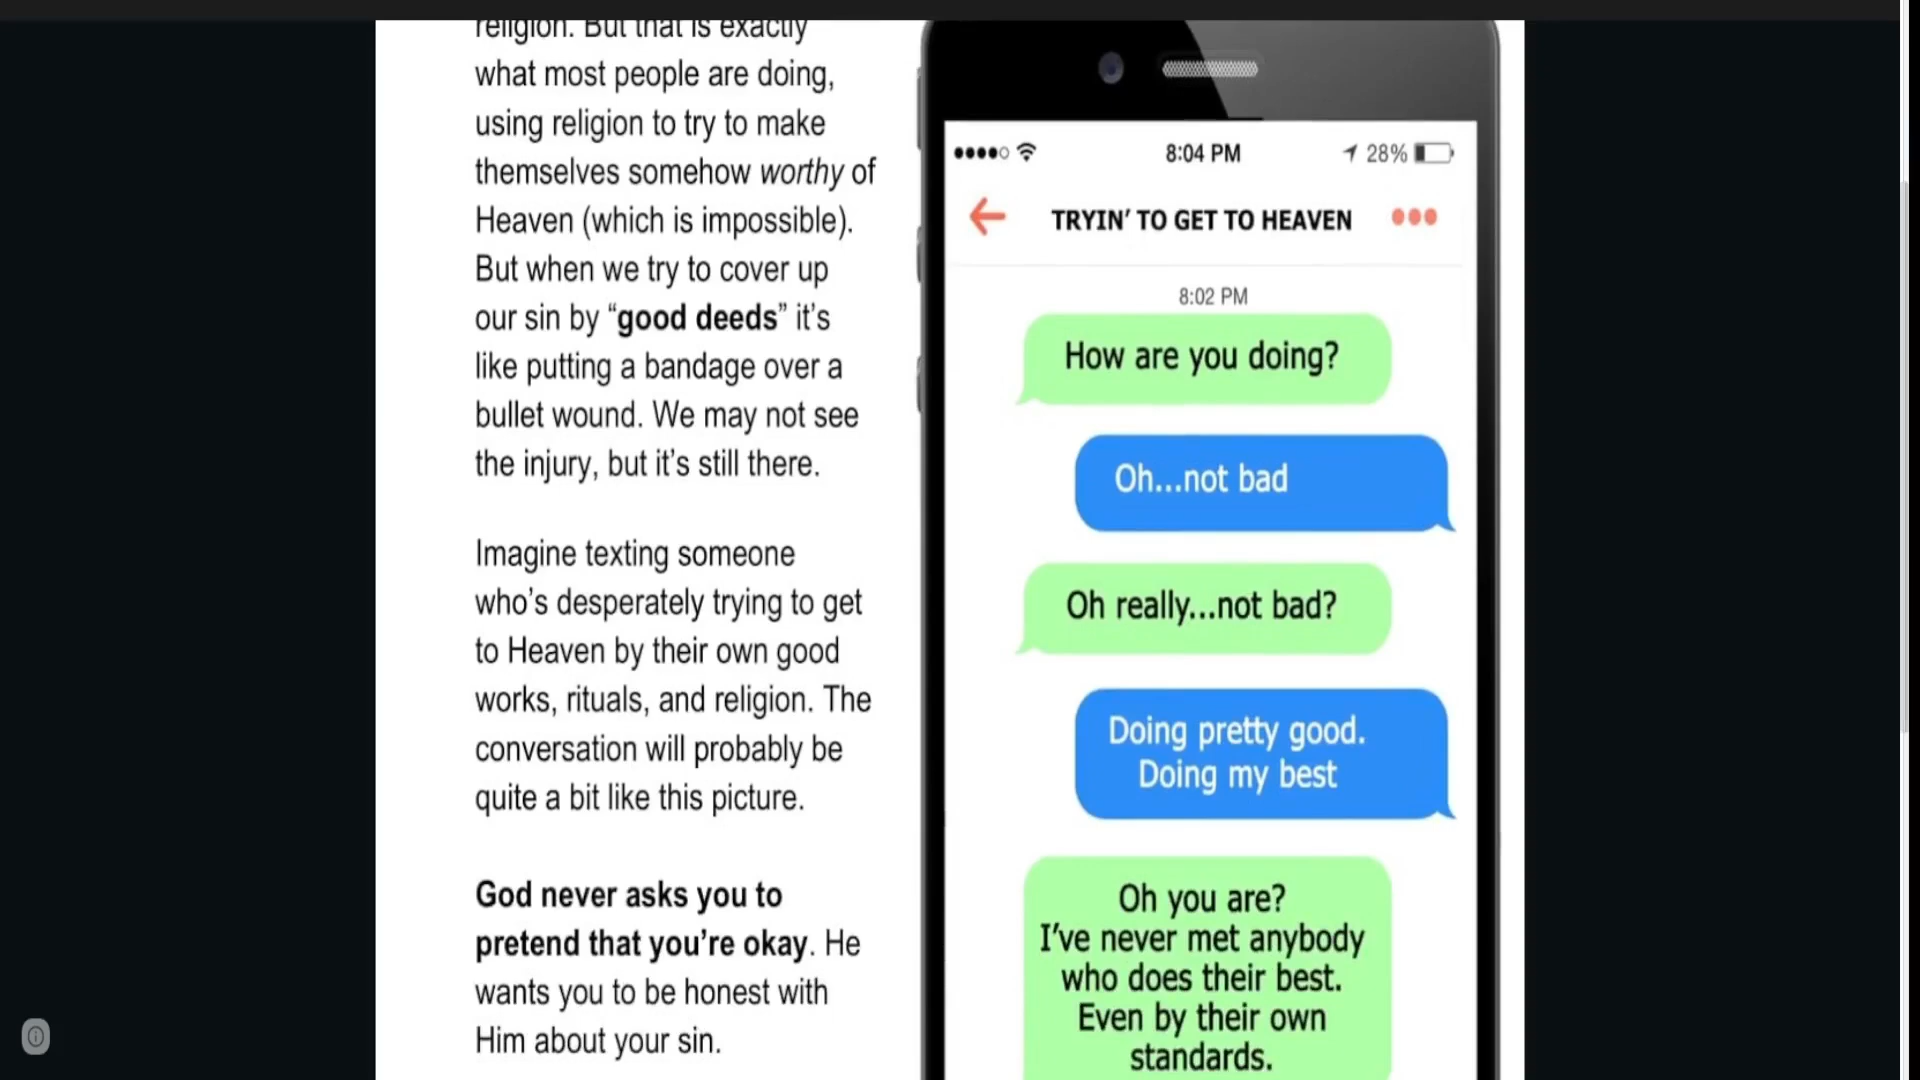 religion. But that is exactly
what most people are doing,
using religion to try to make
themselves somehow worthy of
Heaven (which is impossible).
But when we try to cover up
our sin by “good deeds” it’s
like putting a bandage over a
bullet wound. We may not see
the injury, but it’s still there.
Imagine texting someone
who’s desperately trying to get
to Heaven by their own good
works, rituals, and religion. The
conversation will probably be
quite a bit like this picture.
God never asks you to
pretend that you’re okay. He
wants you to be honest with
Him about your sin.
8:04 PM
28%
TRYIN’ TO GET TO HEAVEN
8:02 PM
How are you doing?
Oh...not bad
Oh really...not bad?
Doing pretty good.
Doing my best
Oh you are?
I’ve never met anybody
who does their best.
Even by their own
standards.